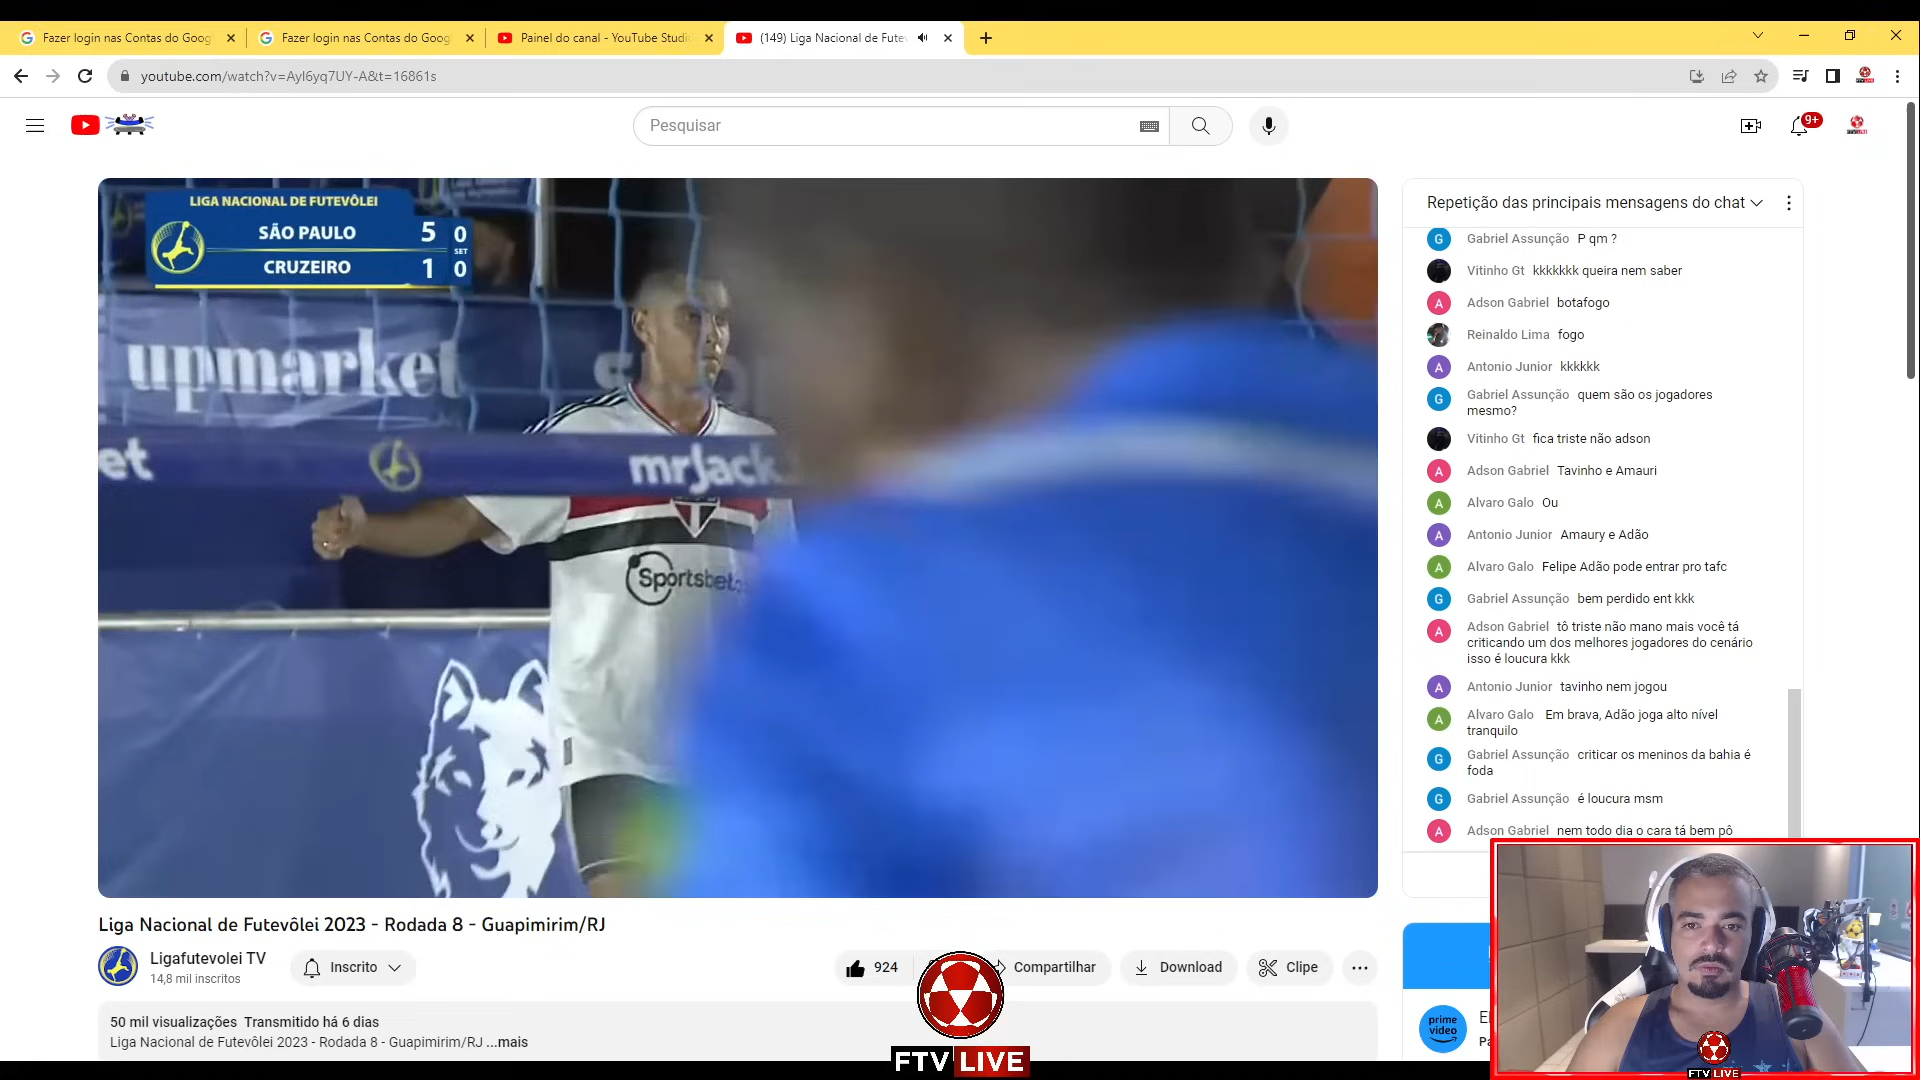 Fazer login nas Contas do Goog
Fazer login nas Contas do Goog
Painel do canal - YouTube Studi
(149) Liga Nacional de Fute
youtube.com/watch?v=Ayl6yq7UY-A&t=16861s
Pesquisar
9+
LIGA NACIONAL DE FUTEVÔLEI
SÃO PAULO 5 0
SET
CRUZEIRO 1 0
upmarket
et
mrJack
Sportsbet
Repetição das principais mensagens do chat
Gabriel Assunção P qm ?
Vitinho Gt kkkkkkk queira nem saber
Adson Gabriel botafogo
Reinaldo Lima fogo
Antonio Junior kkkkkk
Gabriel Assunção quem são os jogadores
mesmo?
Vitinho Gt fica triste não adson
Adson Gabriel Tavinho e Amauri
Alvaro Galo Ou
Antonio Junior Amaury e Adão
Alvaro Galo Felipe Adão pode entrar pro tafc
Gabriel Assunção bem perdido ent kkk
Adson Gabriel tô triste não mano mais você tá
criticando um dos melhores jogadores do cenário
isso é loucura kkk
Antonio Junior tavinho nem jogou
Alvaro Galo Em brava, Adão joga alto nível
tranquilo
Gabriel Assunção criticar os meninos da bahia é
foda
Gabriel Assunção é loucura msm
Adson Gabriel nem todo dia o cara tá bem pô
Liga Nacional de Futevôlei 2023 - Rodada 8 - Guapimirim/RJ
Ligafutevolei TV
14,8 mil inscritos
Inscrito
924
Compartilhar
Download
Clipe
50 mil visualizações Transmitido há 6 dias
Liga Nacional de Futevôlei 2023 - Rodada 8 - Guapimirim/RJ ...mais
prime
video
FTV LIVE
FTV LIVE